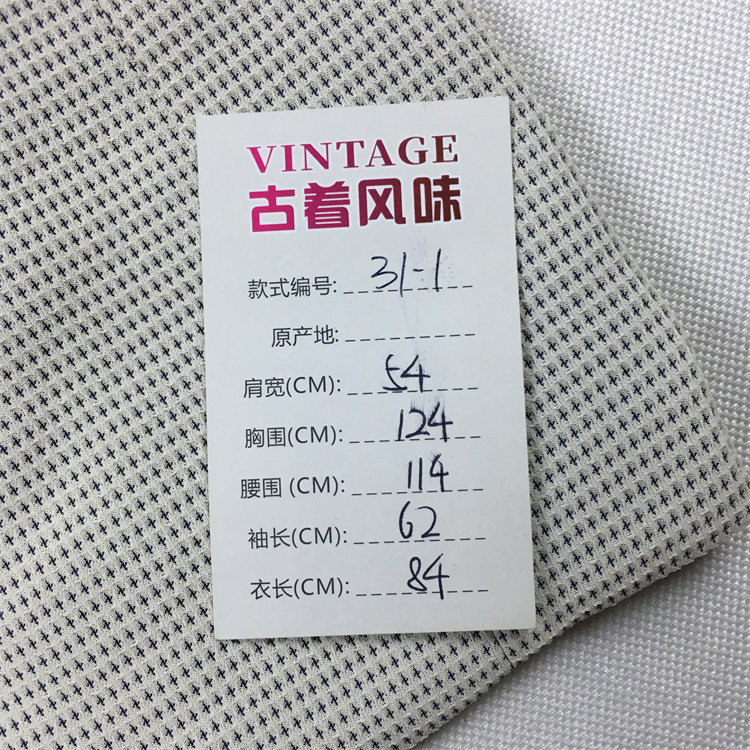 VINTAGE
古着风味
款式编号: 31-1
原产地:
肩宽(CM): 54
胸围(CM): 124
腰围 (CM): 114
袖长(CM): 62
衣长(CM): 84